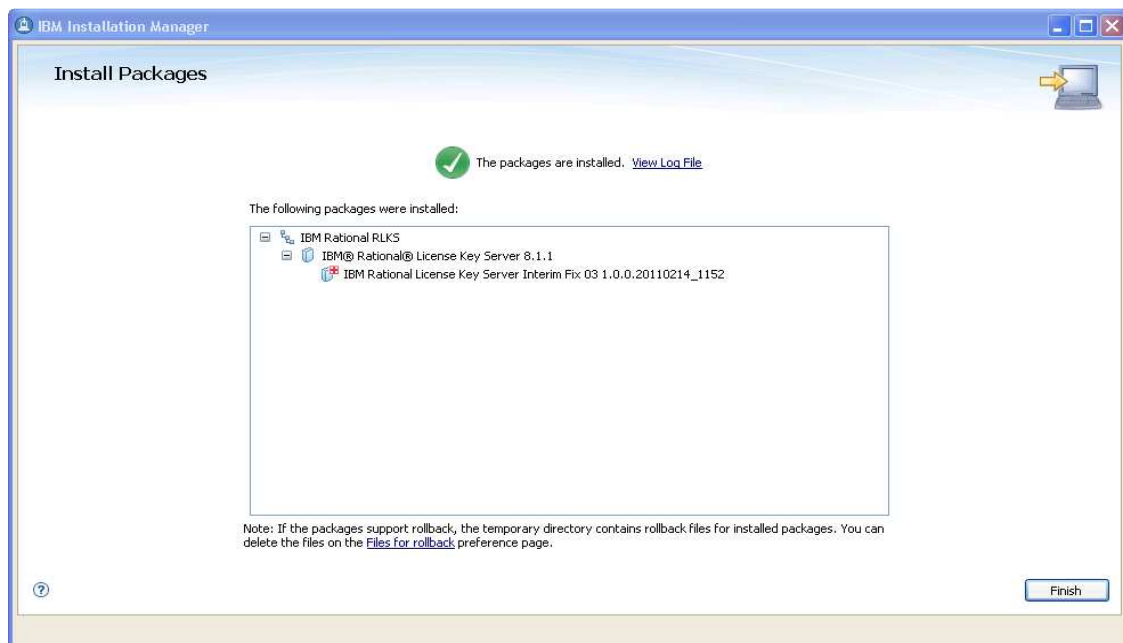 IBM Installation Manager
Install Packages
The packages are installed. View Log File
The following packages were installed:
IBM Rational RLKS
IBM® Rational® License Key Server 8.1.1
IBM Rational License Key Server Interim Fix 03 1.0.0.20110214_1152
Note: If the packages support rollback, the temporary directory contains rollback files for installed packages. You can
delete the files on the Files for rollback preference page.
?
Finish